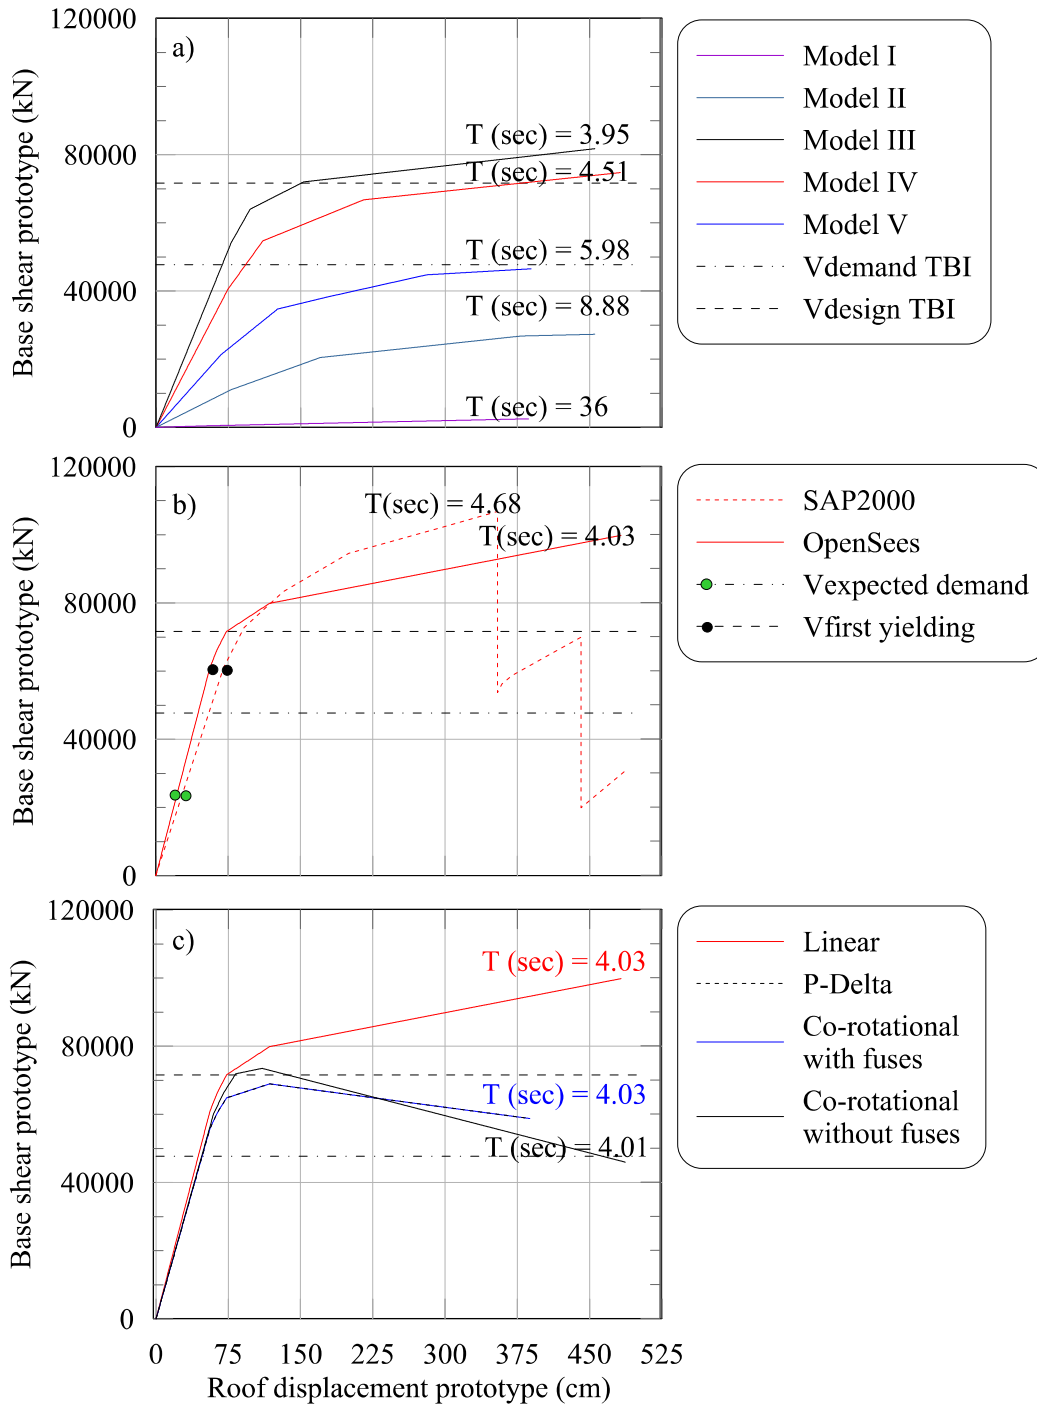 120000
80000
40000
0
Base shear prototype (kN)
a)
T (sec) = 3.95
T (sec) = 4.51
T (sec) = 5.98
T (sec) = 8.88
T (sec) = 36
Model I
Model II
Model III
Model IV
Model V
Vdemand TBI
Vdesign TBI
120000
80000
40000
0
Base shear prototype (kN)
b)
T(sec) = 4.68
T(sec) = 4.03
SAP2000
OpenSees
Vexpected demand
Vfirst yielding
120000
80000
40000
0
Base shear prototype (kN)
c)
T (sec) = 4.03
T (sec) = 4.03
T (sec) = 4.01
Linear
P-Delta
Co-rotational
with fuses
Co-rotational
without fuses
0 75 150 225 300 375 450 525
Roof displacement prototype (cm)